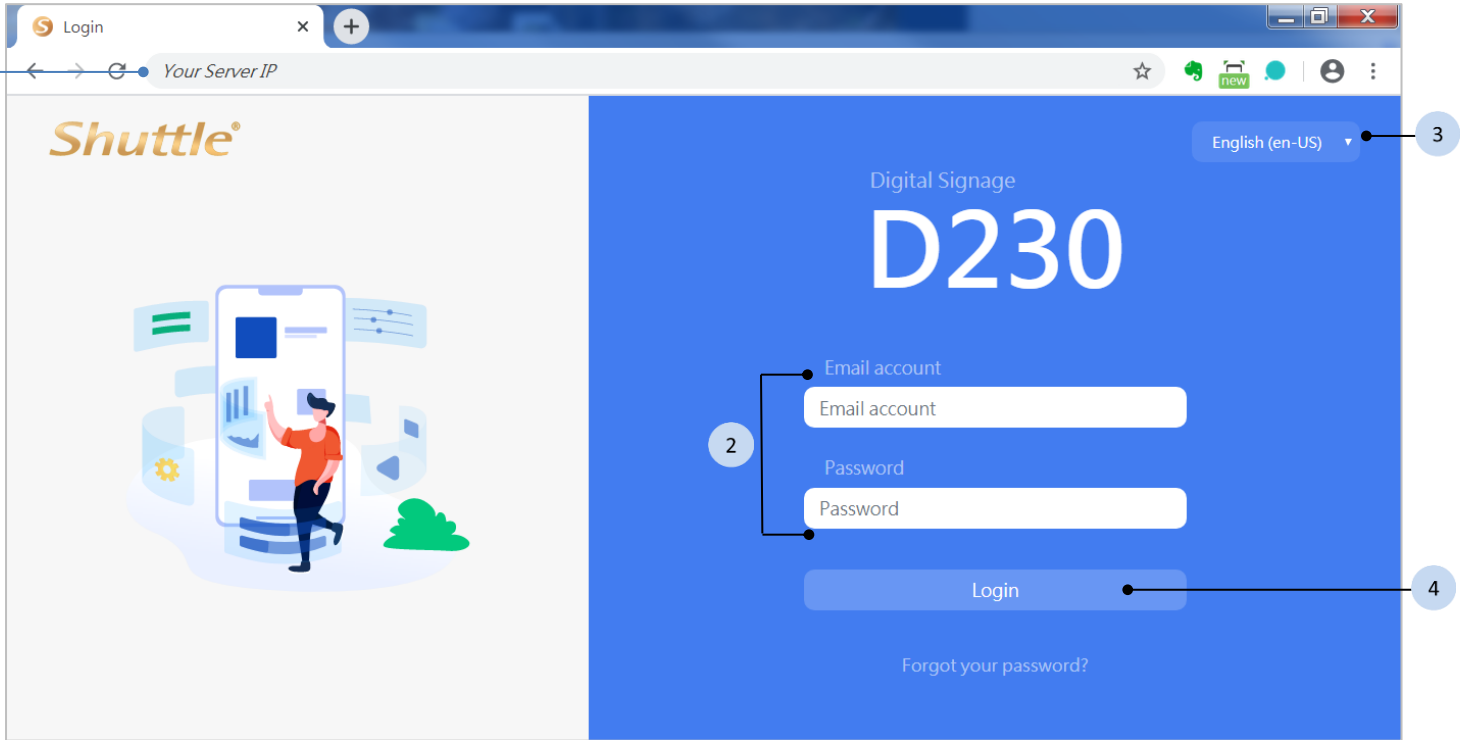 Login
Your Server IP
new
Shuttle®
English (en-US)
3
Digital Signage
D230
Email account
Email account
2
Password
Password
Login
4
Forgot your password?